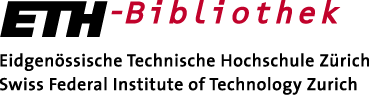 ETH-Bibliothek
Eidgenössische Technische Hochschule Zürich
Swiss Federal Institute of Technology Zurich